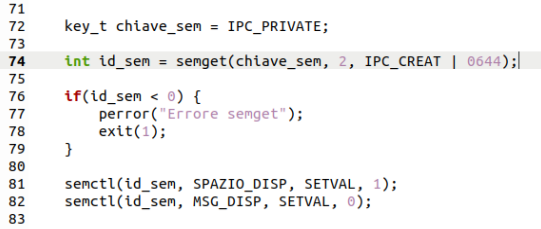 71
72 key_t chiave_sem = IPC_PRIVATE;
73
74 int id_sem = semget(chiave_sem, 2, IPC_CREAT | 0644);
75
76 if(id_sem < 0) {
77 perror("Errore semget");
78 exit(1);
79 }
80
81 semctl(id_sem, SPAZIO_DISP, SETVAL, 1);
82 semctl(id_sem, MSG_DISP, SETVAL, 0);
83